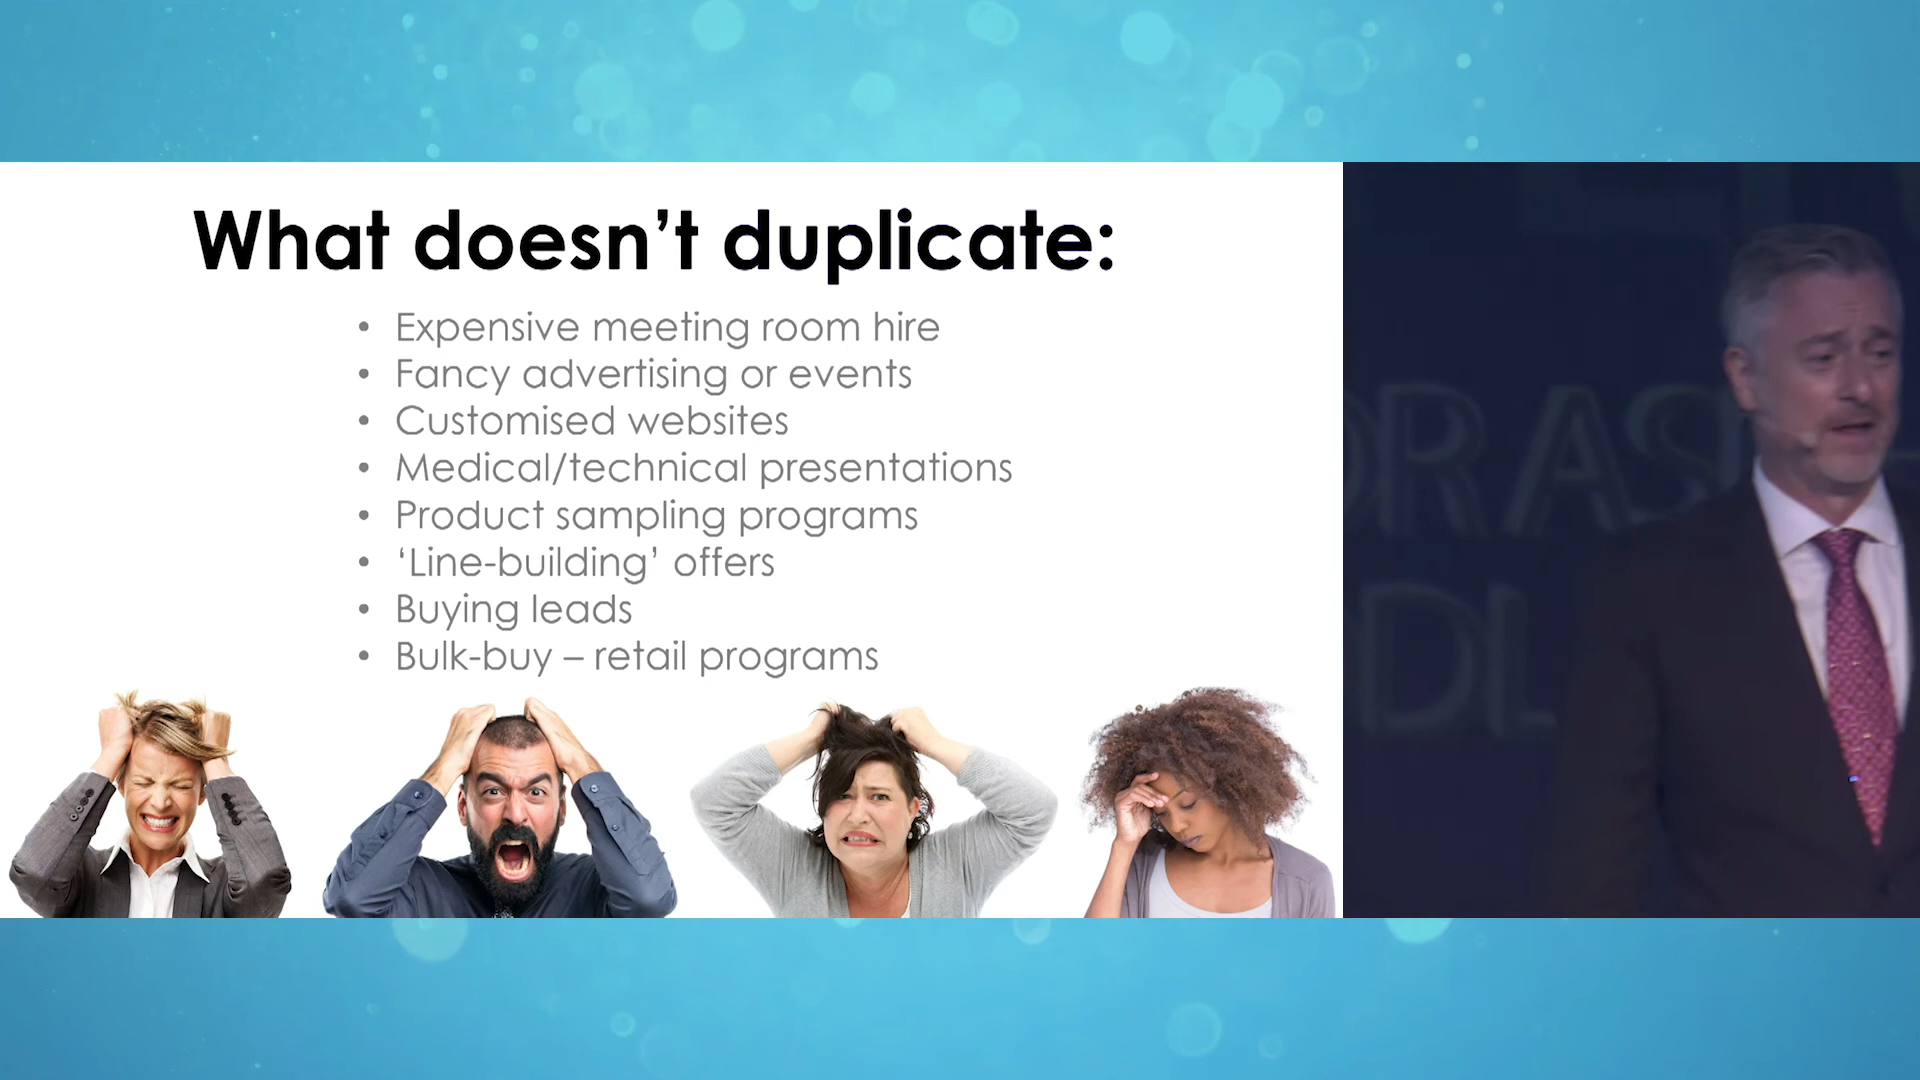 What doesn’t duplicate:
• Expensive meeting room hire
• Fancy advertising or events
• Customised websites
• Medical/technical presentations
• Product sampling programs
• ‘Line-building’ offers
• Buying leads
• Bulk-buy – retail programs